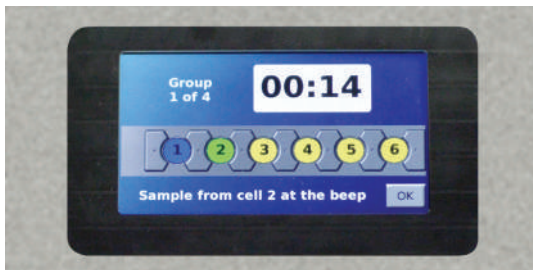 Group
1 of 4
00:14
1 2 3 4 5 6
Sample from cell 2 at the beep
OK